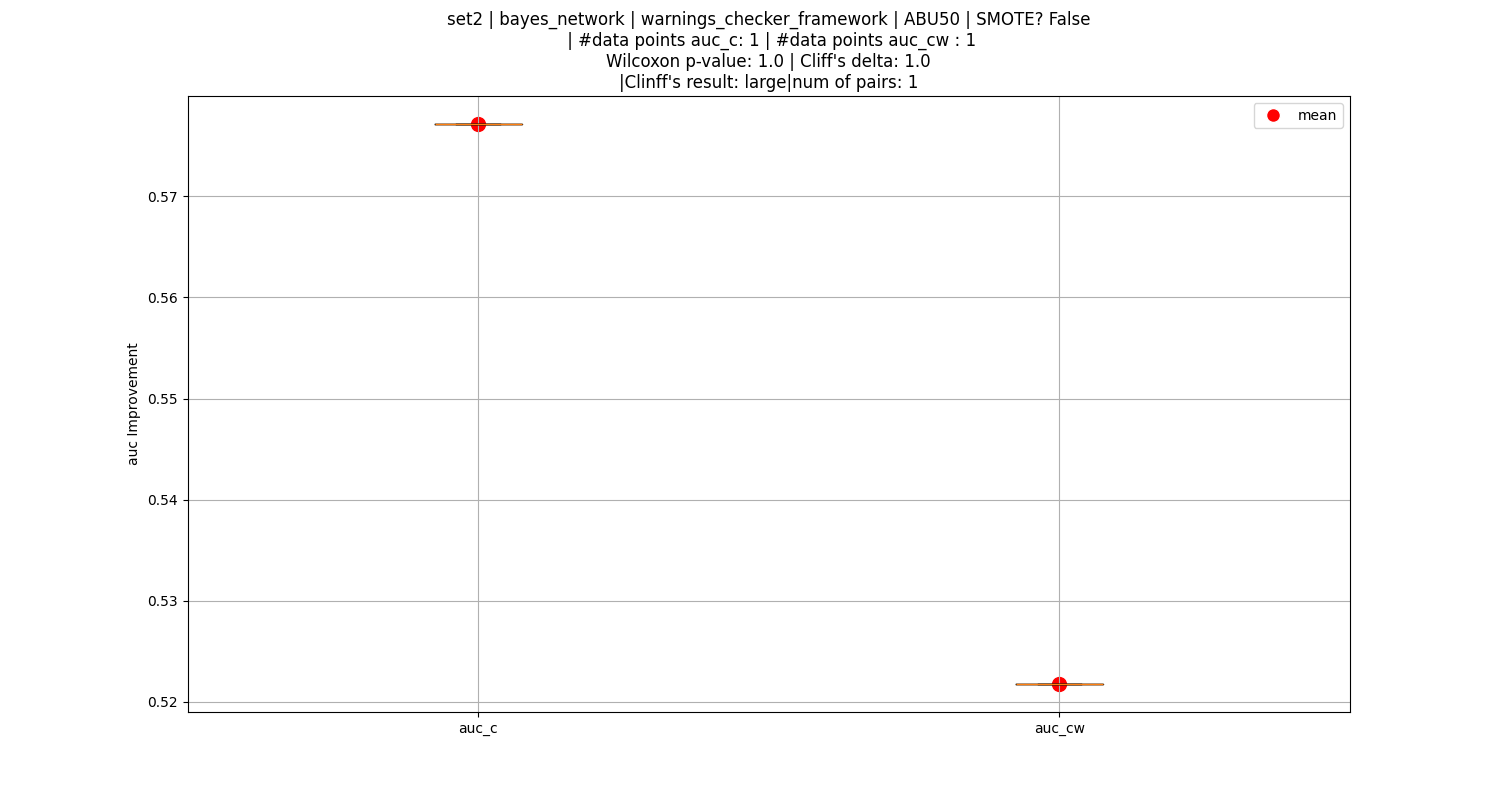 set2 | bayes_network | warnings_checker_framework | ABU50 | SMOTE? False
| #data points auc_c: 1 | #data points auc_cw : 1
Wilcoxon p-value: 1.0 | Cliff's delta: 1.0
|Clinff's result: large|num of pairs: 1
mean
0.57
0.56
0.55
0.54
0.53
0.52
auc Improvement
auc_c
auc_cw